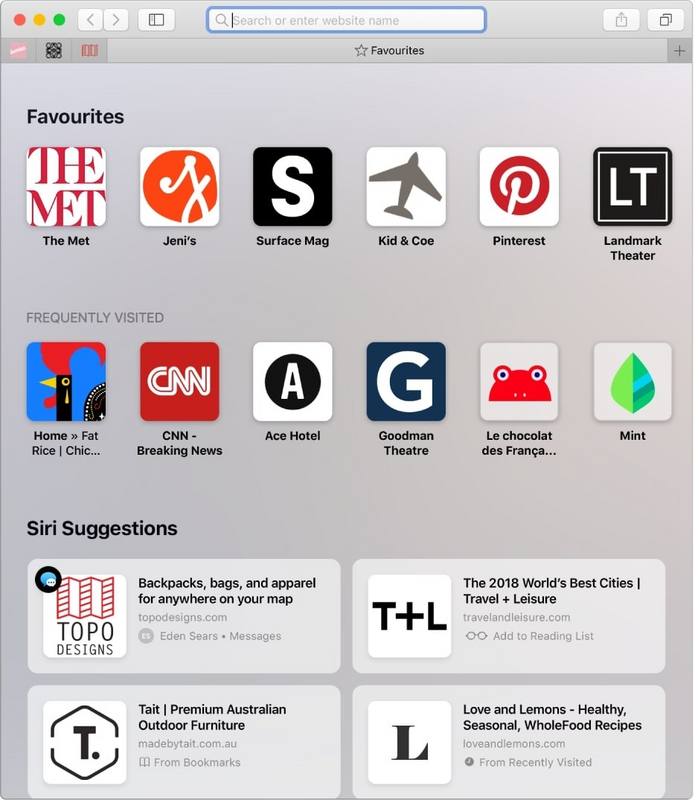 Search or enter website name
Favourites
Favourites
THE
MET
S
LT
The Met
Jeni's
Surface Mag
Kid & Coe
Pinterest
Landmark
Theater
FREQUENTLY VISITED
CNN
A
G
Home » Fat
Rice | Chic...
CNN -
Breaking News
Ace Hotel
Goodman
Theatre
Le chocolat
des França...
Mint
Siri Suggestions
TOPO
DESIGNS
Backpacks, bags, and apparel
for anywhere on your map
topodesigns.com
ES Eden Sears • Messages
T+L
The 2018 World's Best Cities |
Travel + Leisure
travelandleisure.com
Add to Reading List
T.
Tait | Premium Australian
Outdoor Furniture
madebytait.com.au
From Bookmarks
L
Love and Lemons - Healthy,
Seasonal, WholeFood Recipes
loveandlemons.com
From Recently Visited